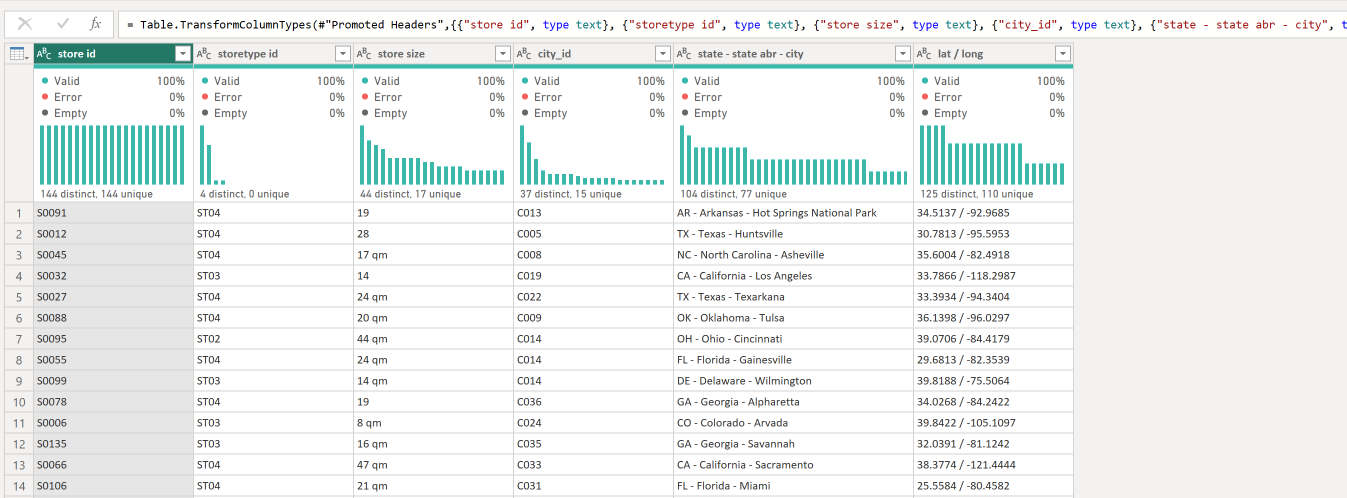 fx = Table.TransformColumnTypes(#"Promoted Headers",{{"store id", type text}, {"storetype id", type text}, {"store size", type text}, {"city_id", type text}, {"state - state abr - city", t
ABC store id ABC storetype id ABC store size ABC city_id ABC state - state abr - city ABC lat / long
Valid 100% Valid 100% Valid 100% Valid 100% Valid 100% Valid 100%
Error 0% Error 0% Error 0% Error 0% Error 0% Error 0%
Empty 0% Empty 0% Empty 0% Empty 0% Empty 0% Empty 0%
144 distinct, 144 unique 4 distinct, 0 unique 44 distinct, 17 unique 37 distinct, 15 unique 104 distinct, 77 unique 125 distinct, 110 unique
1 S0091 ST04 19 C013 AR - Arkansas - Hot Springs National Park 34.5137 / -92.9685
2 S0012 ST04 28 C005 TX - Texas - Huntsville 30.7813 / -95.5953
3 S0045 ST04 17 qm C008 NC - North Carolina - Asheville 35.6004 / -82.4918
4 S0032 ST03 14 C019 CA - California - Los Angeles 33.7866 / -118.2987
5 S0027 ST04 24 qm C022 TX - Texas - Texarkana 33.3934 / -94.3404
6 S0088 ST04 20 qm C009 OK - Oklahoma - Tulsa 36.1398 / -96.0297
7 S0095 ST02 44 qm C014 OH - Ohio - Cincinnati 39.0706 / -84.4179
8 S0055 ST04 24 qm C014 FL - Florida - Gainesville 29.6813 / -82.3539
9 S0099 ST03 14 qm C014 DE - Delaware - Wilmington 39.8188 / -75.5064
10 S0078 ST04 19 C036 GA - Georgia - Alpharetta 34.0268 / -84.2422
11 S0006 ST03 8 qm C024 CO - Colorado - Arvada 39.8422 / -105.1097
12 S0135 ST03 16 qm C035 GA - Georgia - Savannah 32.0391 / -81.1242
13 S0066 ST04 47 qm C033 CA - California - Sacramento 38.3774 / -121.4444
14 S0106 ST04 21 qm C031 FL - Florida - Miami 25.5584 / -80.4582